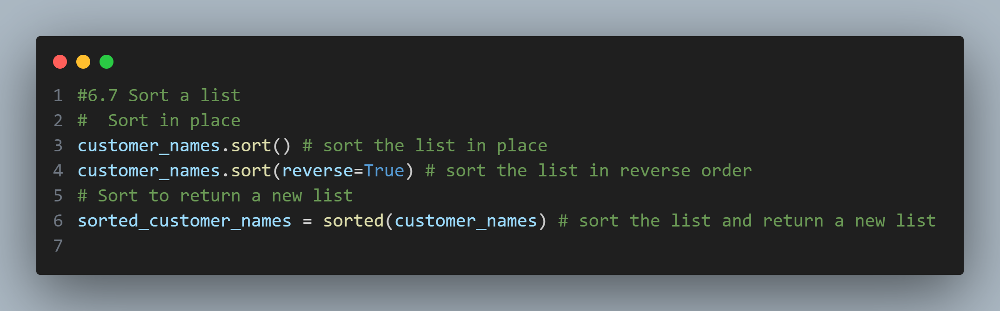 1 #6.7 Sort a list
2 #  Sort in place
3 customer_names.sort() # sort the list in place
4 customer_names.sort(reverse=True) # sort the list in reverse order
5 # Sort to return a new list
6 sorted_customer_names = sorted(customer_names) # sort the list and return a new list
7